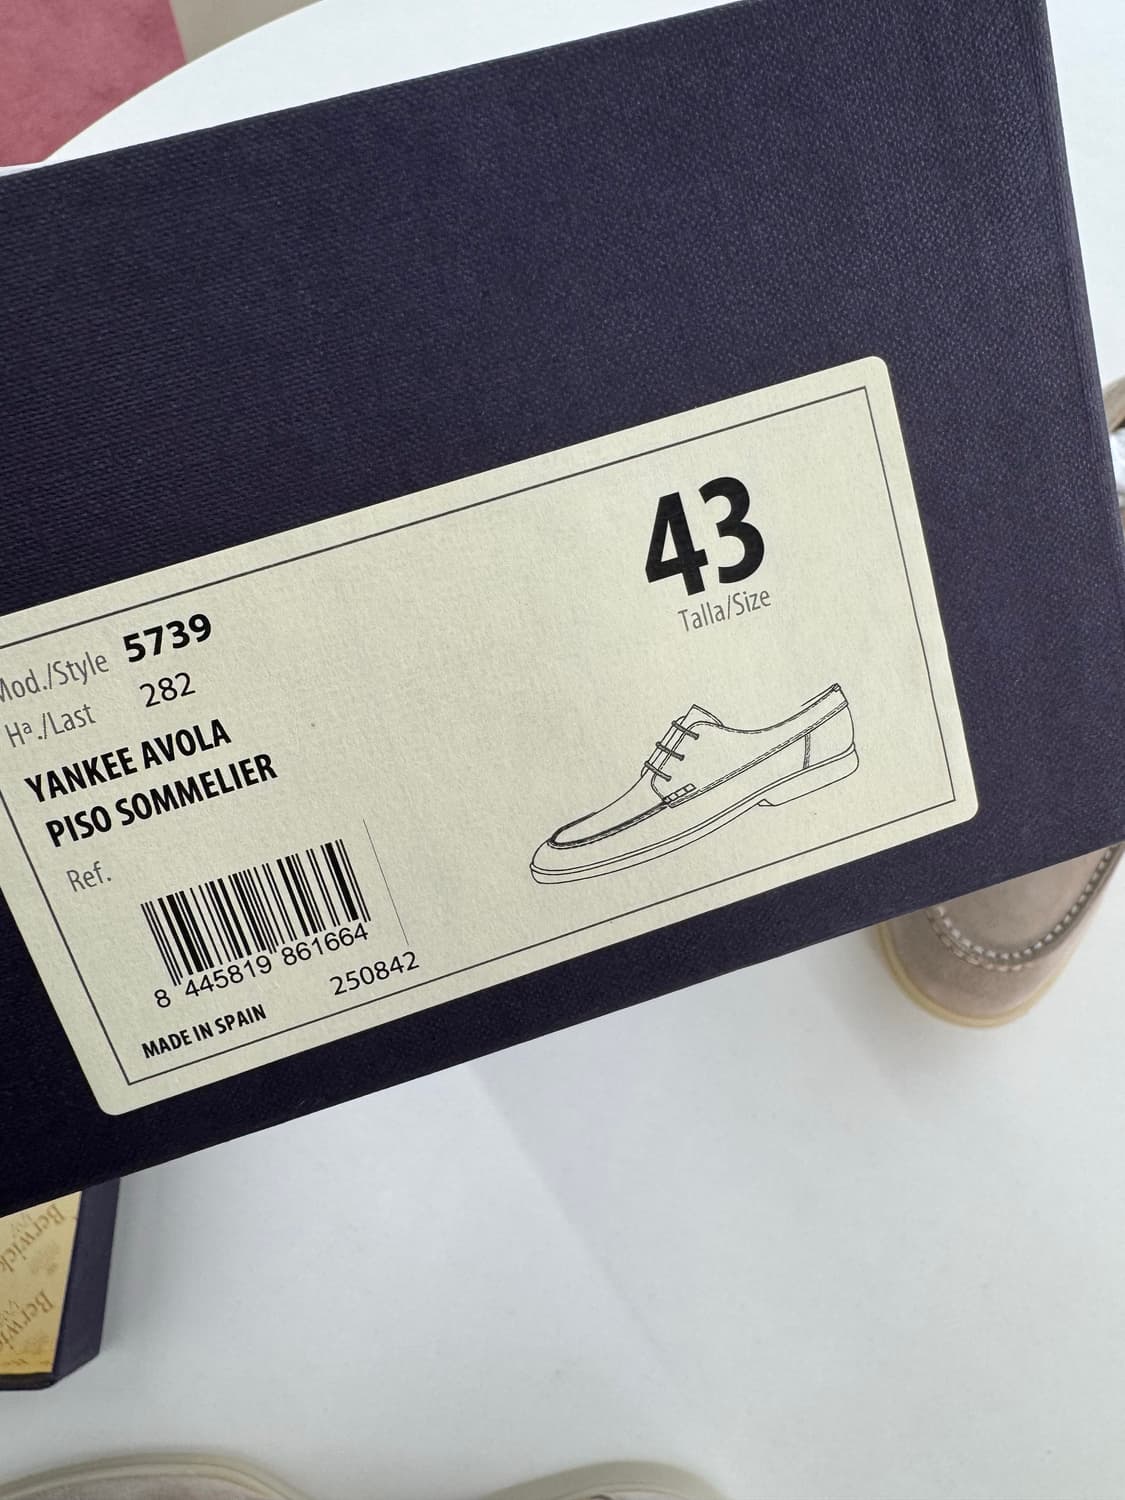 43
Talla/Size
Mod./Style 5739
Hª./Last 282
YANKEE AVOLA
PISO SOMMELIER
Ref.
8 445819 861664
250842
MADE IN SPAIN
Berwick